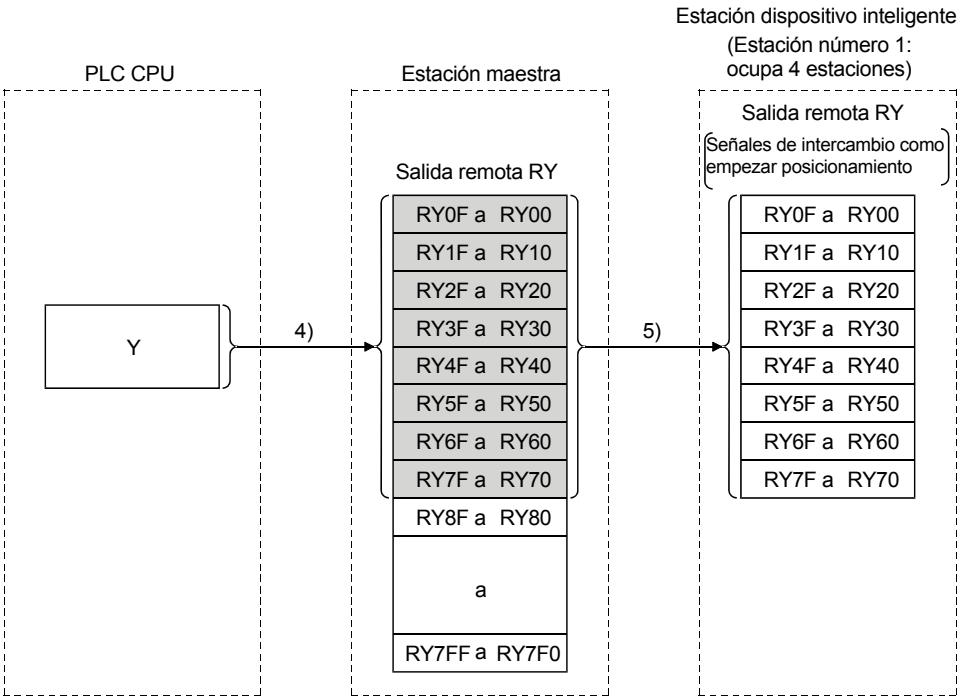 Estación dispositivo inteligente
(Estación número 1:
ocupa 4 estaciones)
PLC CPU
Estación maestra
Salida remota RY
Señales de intercambio como
empezar posicionamiento
Salida remota RY
RY0F a RY00
RY1F a RY10
RY2F a RY20
RY3F a RY30
RY4F a RY40
RY5F a RY50
RY6F a RY60
RY7F a RY70
RY8F a RY80
a
RY7FF a RY7F0
Y
4)
5)
RY0F a RY00
RY1F a RY10
RY2F a RY20
RY3F a RY30
RY4F a RY40
RY5F a RY50
RY6F a RY60
RY7F a RY70